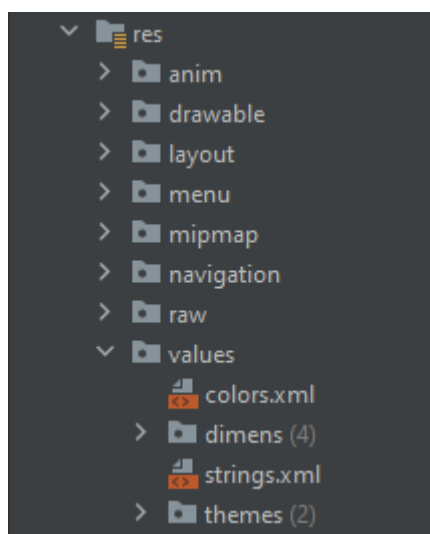 res
anim
drawable
layout
menu
mipmap
navigation
raw
values
colors.xml
dimens (4)
strings.xml
themes (2)